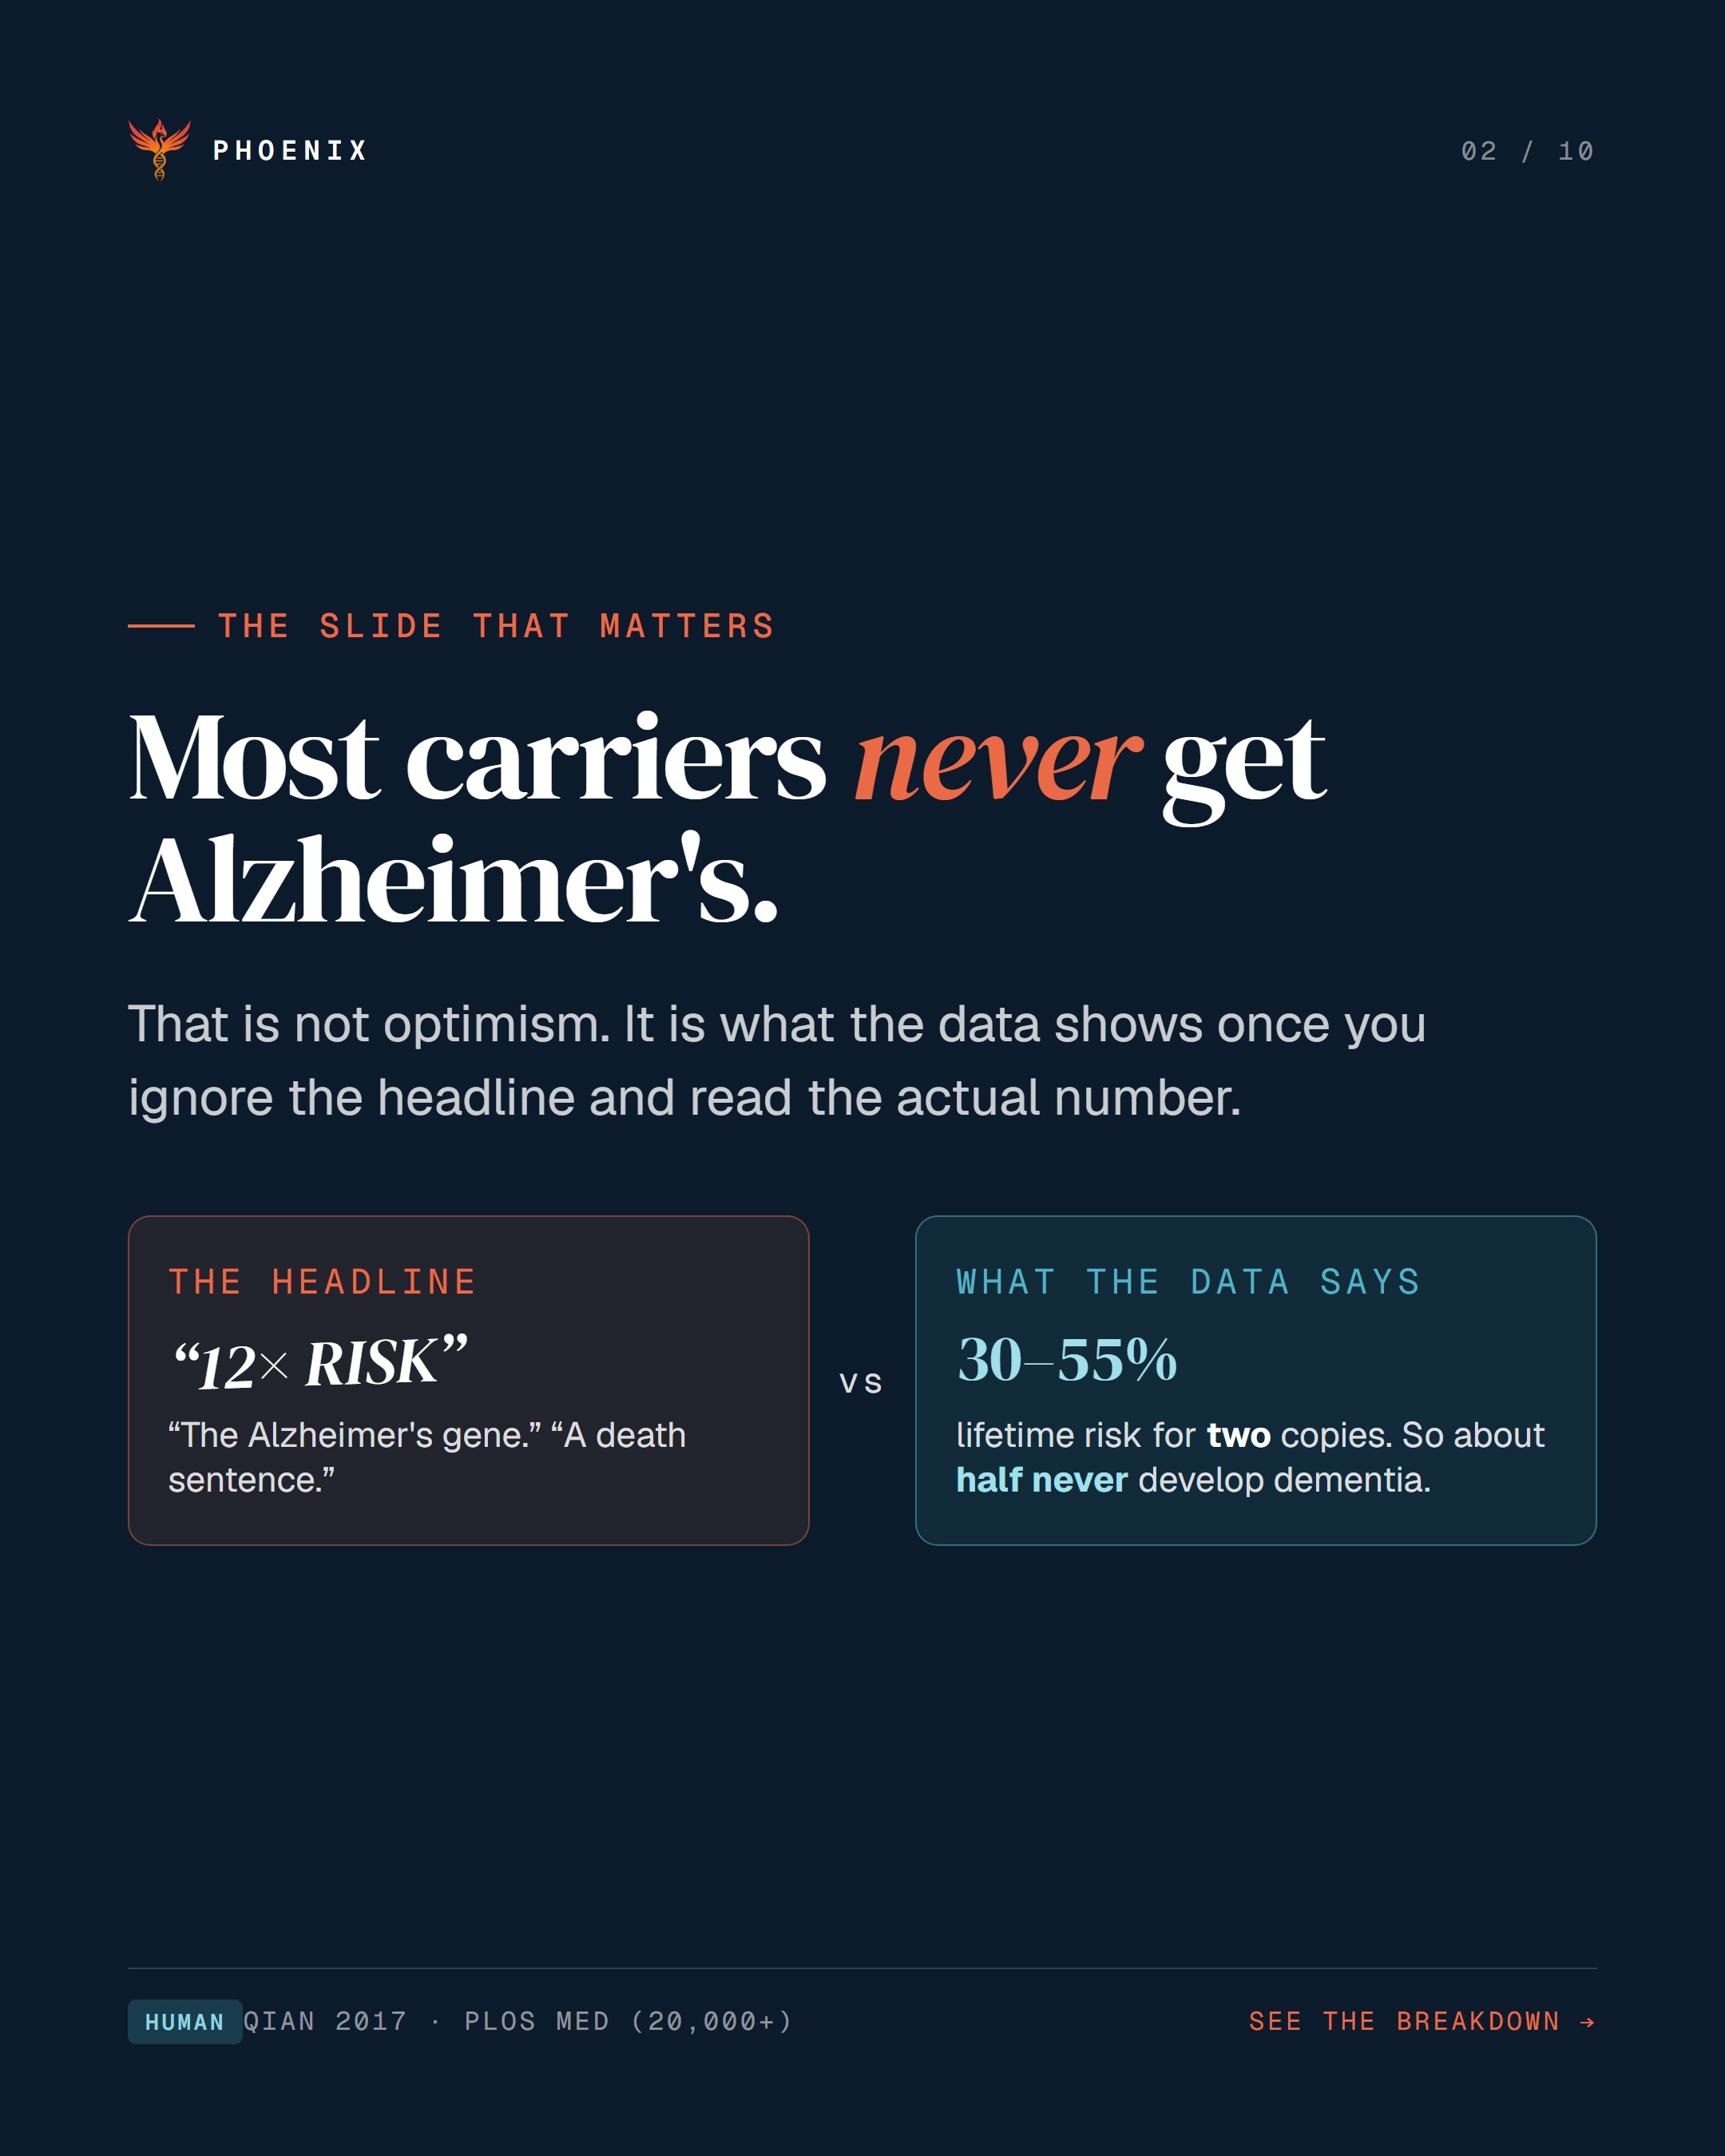 PHOENIX
02 / 10
THE SLIDE THAT MATTERS
Most carriers never get
Alzheimer's.
That is not optimism. It is what the data shows once you
ignore the headline and read the actual number.
THE HEADLINE
“12× RISK”
“The Alzheimer's gene.” “A death
sentence.”
vs
WHAT THE DATA SAYS
30–55%
lifetime risk for two copies. So about
half never develop dementia.
HUMAN QIAN 2017 · PLOS MED (20,000+)
SEE THE BREAKDOWN →